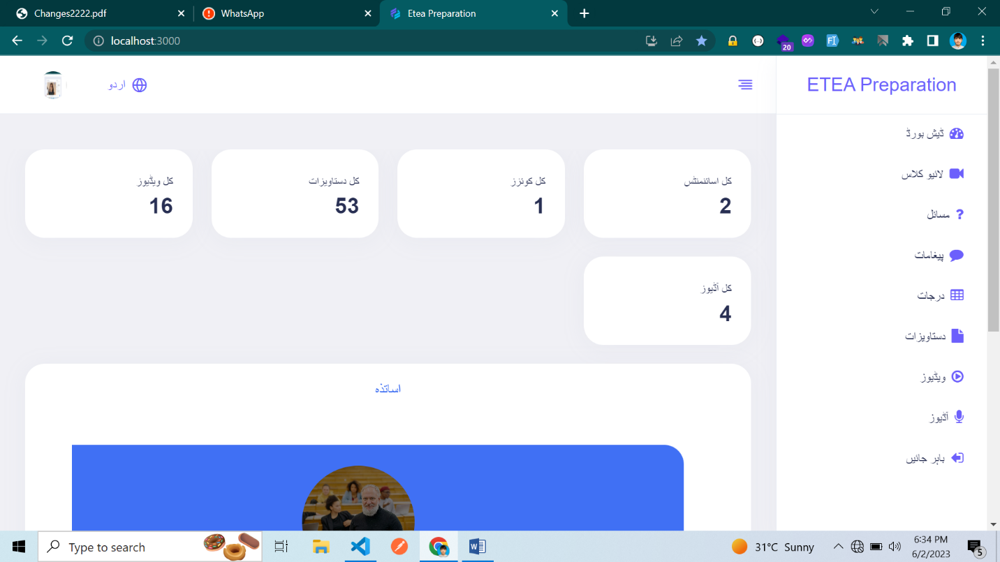 Changes2222.pdf
WhatsApp
Etea Preparation
localhost:3000
20
ETEA Preparation
اردو
ڈیش بورڈ
لائیو کلاس
مسائل
پیغامات
درجات
دستاویزات
ویڈیوز
آڈیوز
باہر جائیں
کل اسائنمنٹس
2
کل کوئزز
1
کل دستاویزات
53
کل ویڈیوز
16
کل آڈیوز
4
اساتذہ
Type to search
31°C Sunny
6:34 PM
6/2/2023
5